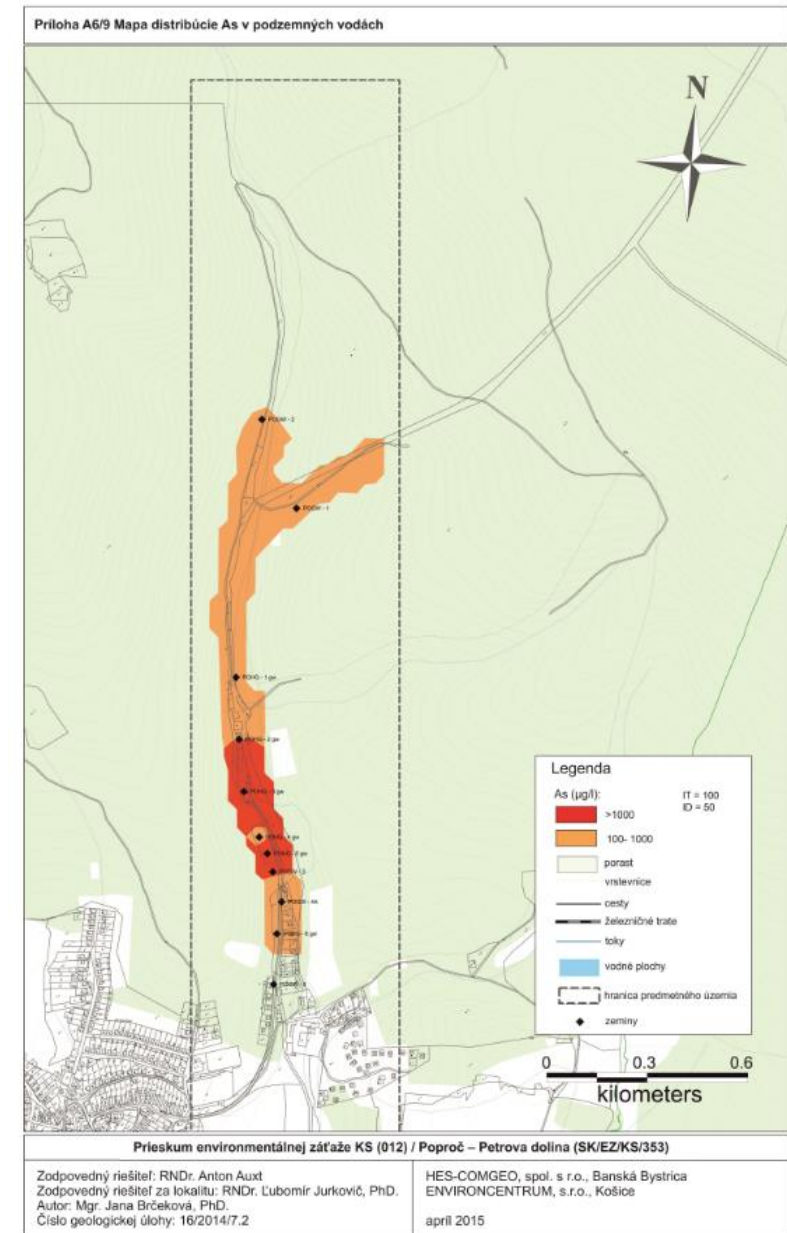 Príloha A6/9 Mapa distribúcie As v podzemných vodách
N
Legenda
As (µg/l):
IT = 100
ID = 50
>1000
100- 1000
porast
vrstevnice
cesty
železničné trate
toky
vodné plochy
hranica predmetného územia
zeminy
0 0.3 0.6
kilometers
Prieskum environmentálnej záťaže KS (012) / Poproč – Petrova dolina (SK/EZ/KS/353)
Zodpovedný riešiteľ: RNDr. Anton Auxt
Zodpovedný riešiteľ za lokalitu: RNDr. Ľubomír Jurkovič, PhD.
Autor: Mgr. Jana Brčeková, PhD.
Číslo geologickej úlohy: 16/2014/7.2
HES-COMGEO, spol. s r.o., Banská Bystrica
ENVIRONCENTRUM, s.r.o., Košice
apríl 2015